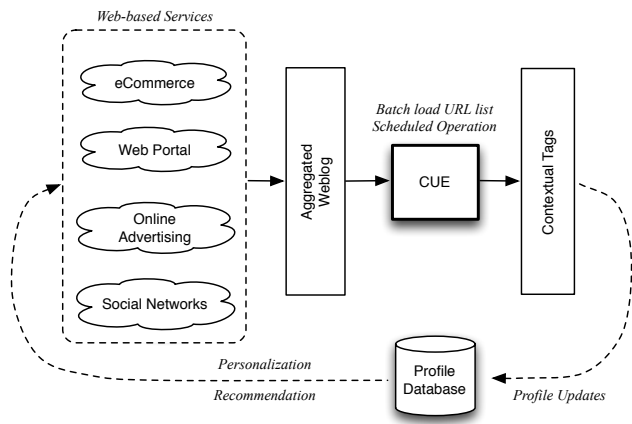 Web-based Services
eCommerce
Web Portal
Online
Advertising
Social Networks
Aggregated
Weblog
Batch load URL list
Scheduled Operation
CUE
Contextual Tags
Personalization
Recommendation
Profile
Database
Profile Updates